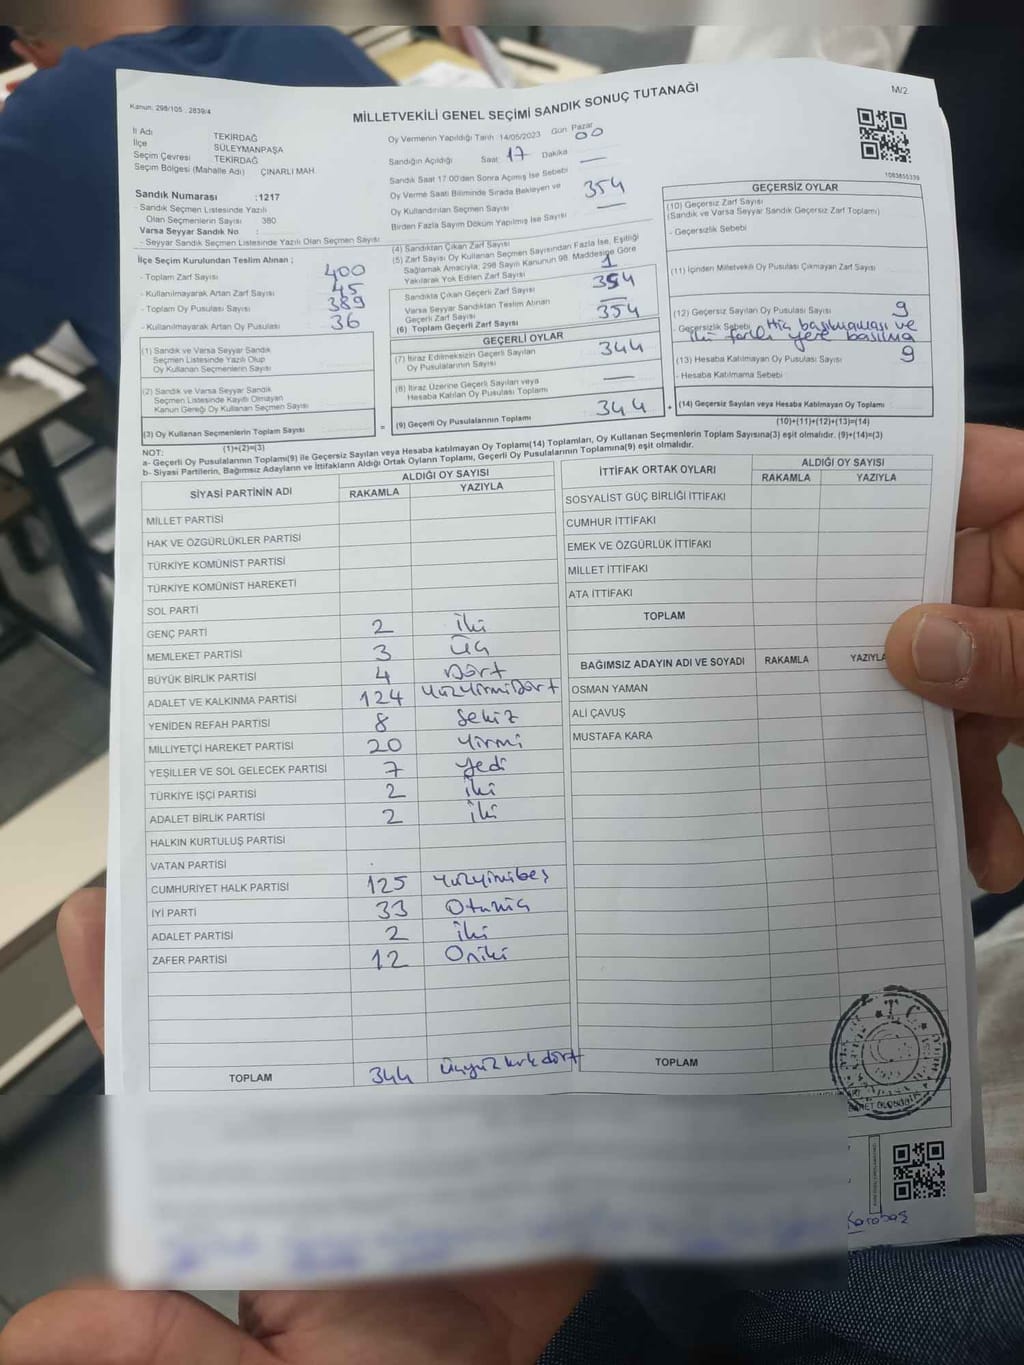 Kanun: 298/105 , 2839/4
MİLLETVEKİLİ GENEL SEÇİMİ SANDIK SONUÇ TUTANAĞI
M/2
İl Adı TEKİRDAĞ
İlçe SÜLEYMANPAŞA
Seçim Çevresi TEKİRDAĞ
Seçim Bölgesi (Mahalle Adı) ÇINARLI MAH.
Sandık Numarası : 1217
- Sandık Seçmen Listesinde Yazılı
Olan Seçmenlerin Sayısı 380
Varsa Seyyar Sandık No :
- Seyyar Sandık Seçmen Listesinde Yazılı Olan Seçmen Sayısı
İlçe Seçim Kurulundan Teslim Alınan ;
- Toplam Zarf Sayısı 400
- Kullanılmayarak Artan Zarf Sayısı 45
- Toplam Oy Pusulası Sayısı 389
- Kullanılmayarak Artan Oy Pusulası 36
(1) Sandık ve Varsa Seyyar Sandık
Seçmen Listesinde Yazılı Olup
Oy Kullanan Seçmenlerin Sayısı
(2) Sandık ve Varsa Seyyar Sandık
Seçmen Listesinde Kayıtlı Olmayan
Kanun Gereği Oy Kullanan Seçmen Sayısı
(3) Oy Kullanan Seçmenlerin Toplam Sayısı
(1)+(2)=(3)
Oy Vermenin Yapıldığı Tarih 14/05/2023 Gün Pazar
Sandığın Açıldığı Saat: 17 Dakika 00
Sandık Saat 17.00'den Sonra Açımış İse Sebebi —
Oy Verme Saati Bitiminde Sırada Bekleyen ve
Oy Kullandırılan Seçmen Sayısı 354
Birden Fazla Sayım Döküm Yapılmış İse Sayısı —
(4) Sandıktan Çıkan Zarf Sayısı
(5) Zarf Sayısı Oy Kullanan Seçmen Sayısından Fazla İse, Eşitliği
Sağlamak Amacıyla, 298 Sayılı Kanunun 98. Maddesine Göre
Yakılarak Yok Edilen Zarf Sayısı 1
Sandıkta Çıkan Geçerli Zarf Sayısı 354
Varsa Seyyar Sandıktan Teslim Alınan
Geçerli Zarf Sayısı —
(6) Toplam Geçerli Zarf Sayısı 354
GEÇERLİ OYLAR
(7) İtiraz Edilmeksizin Geçerli Sayılan
Oy Pusulalarının Sayısı 344
(8) İtiraz Üzerine Geçerli Sayılan veya
Hesaba Katılan Oy Pusulası Toplamı —
= (9) Geçerli Oy Pusulalarının Toplamı 344
1083855339
GEÇERSİZ OYLAR
(10) Geçersiz Zarf Sayısı
(Sandık ve Varsa Seyyar Sandık Geçersiz Zarf Toplamı)
- Geçersizlik Sebebi
(11) İçinden Milletvekili Oy Pusulası Çıkmayan Zarf Sayısı
(12) Geçersiz Sayılan Oy Pusulası Sayısı 9
- Geçersizlik Sebebi Hiç basılmaması ve
iki farklı yere basılma
(13) Hesaba Katılmayan Oy Pusulası Sayısı 9
- Hesaba Katılmama Sebebi
+ (14) Geçersiz Sayılan veya Hesaba Katılmayan Oy Toplamı
(10)+(11)+(12)+(13)=(14)
NOT:
a- Geçerli Oy Pusulalarının Toplamı(9) ile Geçersiz Sayılan veya Hesaba katılmayan Oy Toplamı(14) Toplamları, Oy Kullanan Seçmenlerin Toplam Sayısına(3) eşit olmalıdır. (9)+(14)=(3)
b- Siyasi Partilerin, Bağımsız Adayların ve İttifakların Aldığı Oyların Toplamı, Geçerli Oy Pusulalarının Toplamına(9) eşit olmalıdır.
SİYASİ PARTİNİN ADI ALDIĞI OY SAYISI
RAKAMLA YAZIYLA
MİLLET PARTİSİ
HAK VE ÖZGÜRLÜKLER PARTİSİ
TÜRKİYE KOMÜNİST PARTİSİ
TÜRKİYE KOMÜNİST HAREKETİ
SOL PARTİ
GENÇ PARTİ 2 iki
MEMLEKET PARTİSİ 3 üç
BÜYÜK BİRLİK PARTİSİ 4 Dört
ADALET VE KALKINMA PARTİSİ 124 YüzYirmiDört
YENİDEN REFAH PARTİSİ 8 Sekiz
MİLLİYETÇİ HAREKET PARTİSİ 20 Yirmi
YEŞİLLER VE SOL GELECEK PARTİSİ 7 Yedi
TÜRKİYE İŞÇİ PARTİSİ 2 iki
ADALET BİRLİK PARTİSİ 2 iki
HALKIN KURTULUŞ PARTİSİ
VATAN PARTİSİ
CUMHURİYET HALK PARTİSİ 125 Yüzyirmibeş
İYİ PARTİ 33 Otuzüç
ADALET PARTİSİ 2 iki
ZAFER PARTİSİ 12 Oniki
TOPLAM 344 üçyüzkırkdört
İTTİFAK ORTAK OYLARI ALDIĞI OY SAYISI
RAKAMLA YAZIYLA
SOSYALİST GÜÇ BİRLİĞİ İTTİFAKI
CUMHUR İTTİFAKI
EMEK VE ÖZGÜRLÜK İTTİFAKI
MİLLET İTTİFAKI
ATA İTTİFAKI
TOPLAM
BAĞIMSIZ ADAYIN ADI VE SOYADI RAKAMLA YAZIYLA
OSMAN YAMAN
ALİ ÇAVUŞ
MUSTAFA KARA
TOPLAM
T.C.
Karabaş